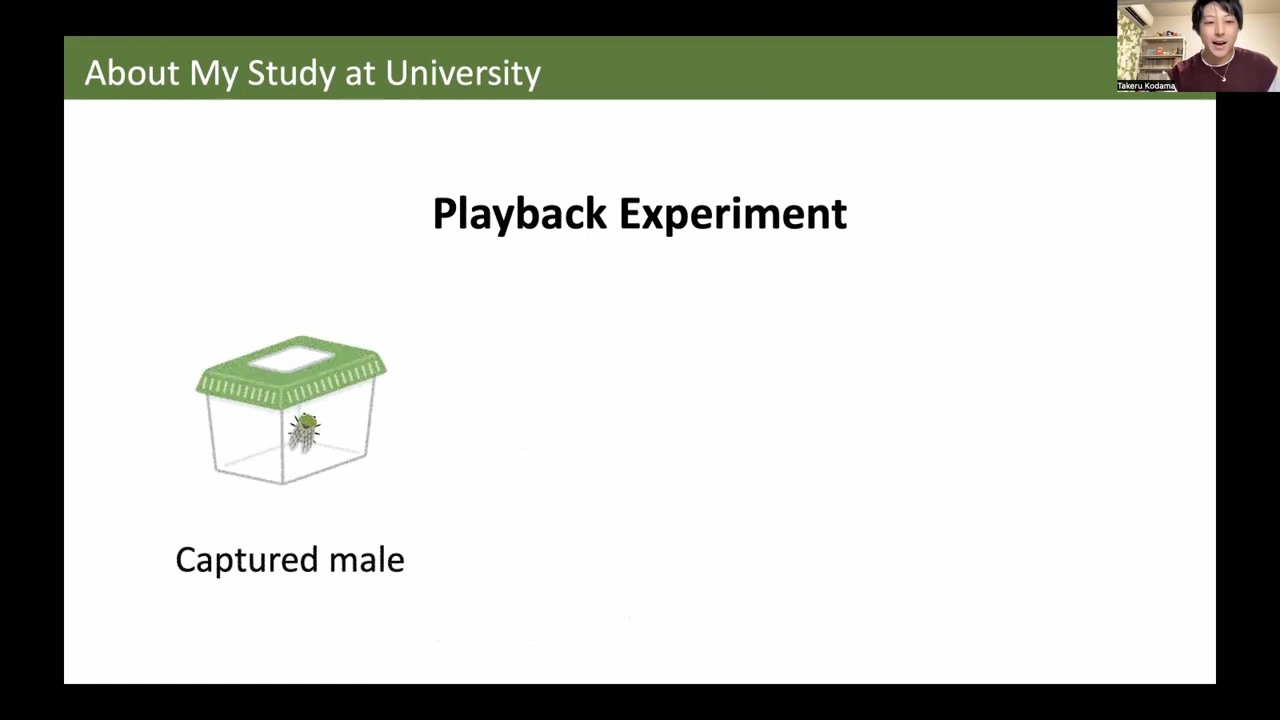 About My Study at University
Takeru Kodama
Playback Experiment
Captured male